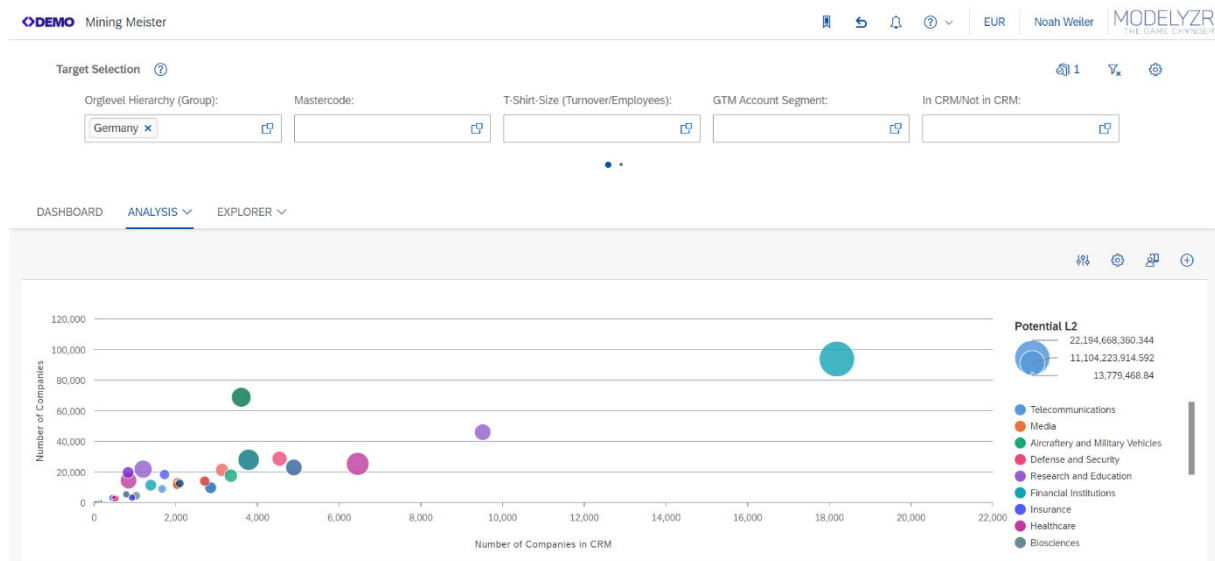 DEMO Mining Meister EUR Noah Weiler MODELYZR
THE GAME CHANGER
Target Selection 1
Orglevel Hierarchy (Group): Mastercode: T-Shirt-Size (Turnover/Employees): GTM Account Segment: In CRM/Not in CRM:
Germany
DASHBOARD ANALYSIS EXPLORER
Potential L2
22,194,668,360.344
11,104,223,914.592
13,779,468.84
Telecommunications
Media
Aircraftery and Military Vehicles
Defense and Security
Research and Education
Financial Institutions
Insurance
Healthcare
Biosciences
Number of Companies
120,000
100,000
80,000
60,000
40,000
20,000
0
0 2,000 4,000 6,000 8,000 10,000 12,000 14,000 16,000 18,000 20,000 22,000
Number of Companies in CRM